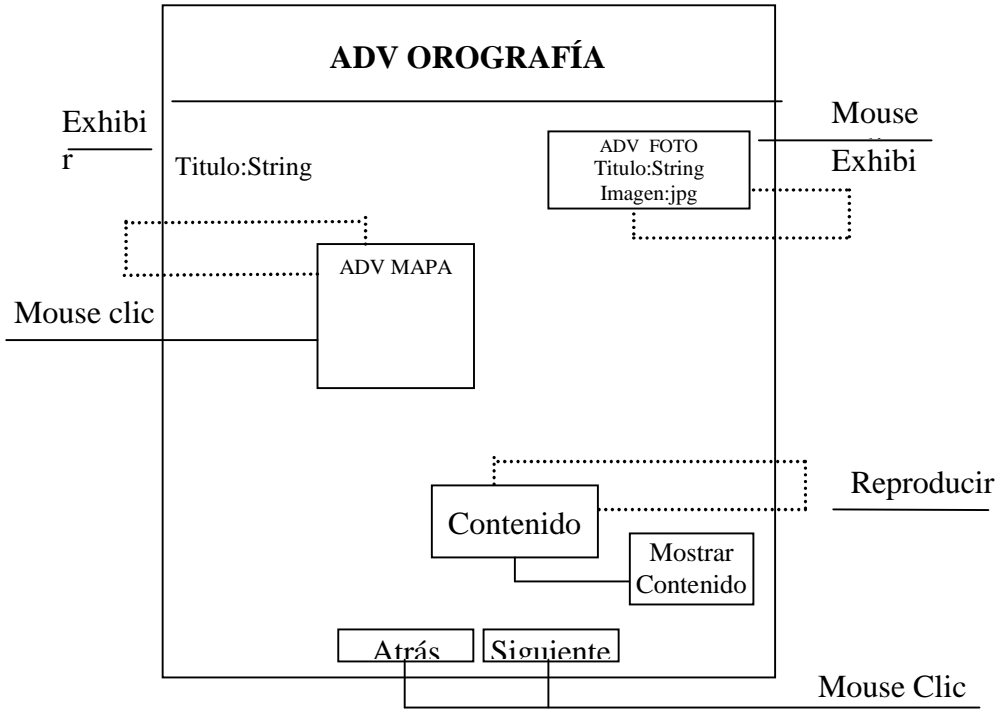 ADV OROGRAFÍA
Exhibi
r
Titulo:String
ADV FOTO
Titulo:String
Imagen:jpg
Mouse
Exhibi
ADV MAPA
Mouse clic
Reproducir
Contenido
Mostrar
Contenido
Atrás
Siguiente
Mouse Clic